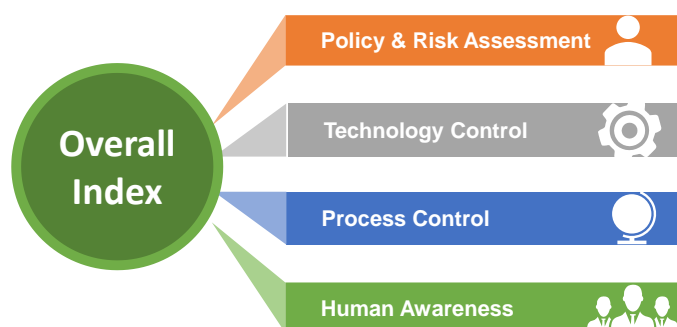 Policy & Risk Assessment
Overall
Index
Technology Control
Process Control
Human Awareness